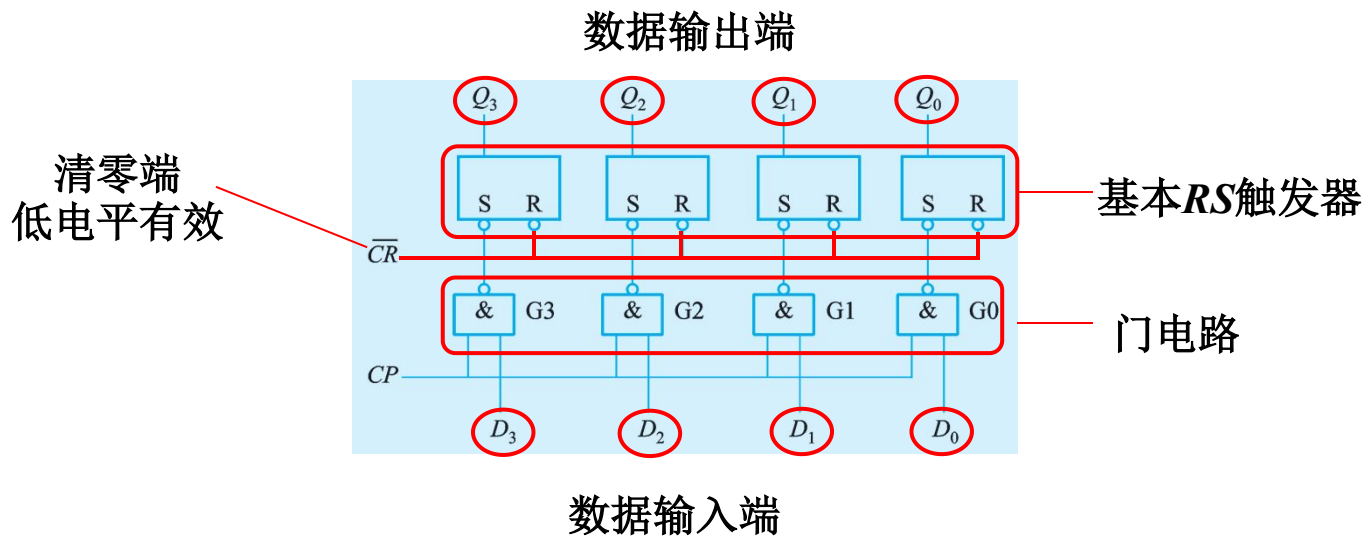 数据输出端
Q3 Q2 Q1 Q0
清零端
低电平有效
S R S R S R S R
基本RS触发器
C̅R̅
& G3 & G2 & G1 & G0
门电路
CP
D3 D2 D1 D0
数据输入端